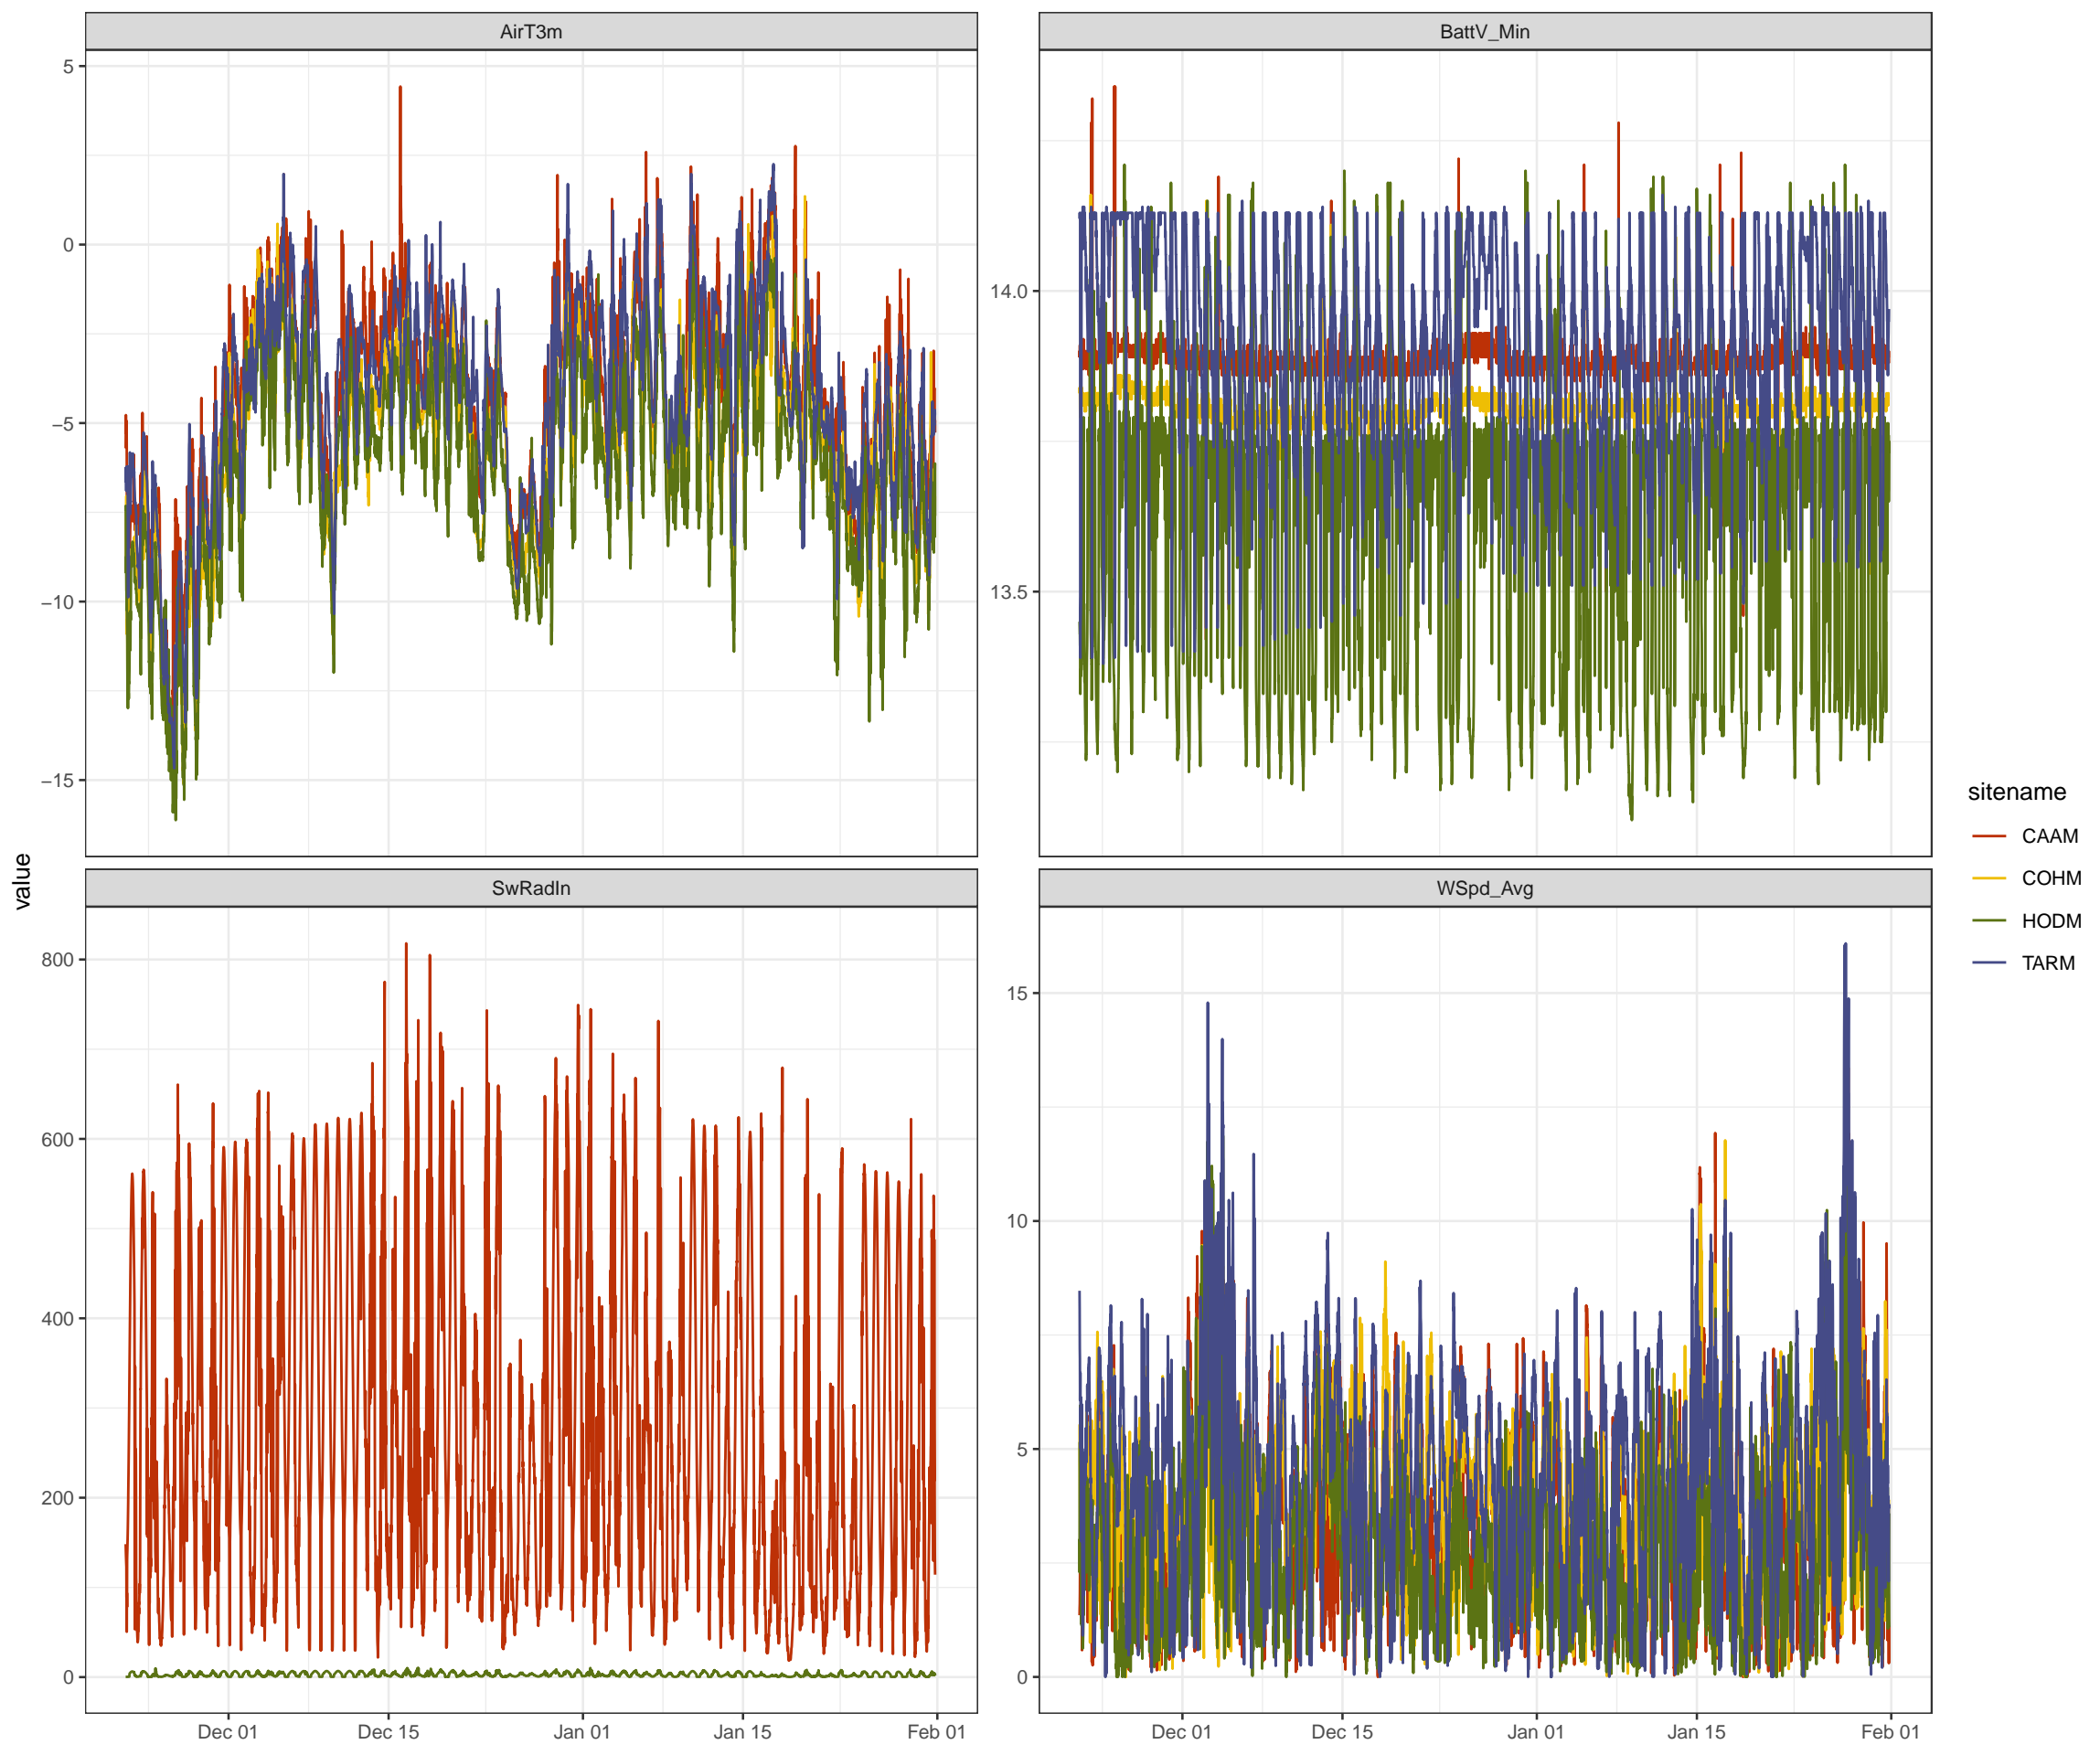 AirT3m
BattV_Min
5
0
−5
−10
−15
14.0
13.5
value
SwRadIn
WSpd_Avg
800
600
400
200
0
15
10
5
0
Dec 01 Dec 15 Jan 01 Jan 15 Feb 01
Dec 01 Dec 15 Jan 01 Jan 15 Feb 01
sitename
CAAM
COHM
HODM
TARM